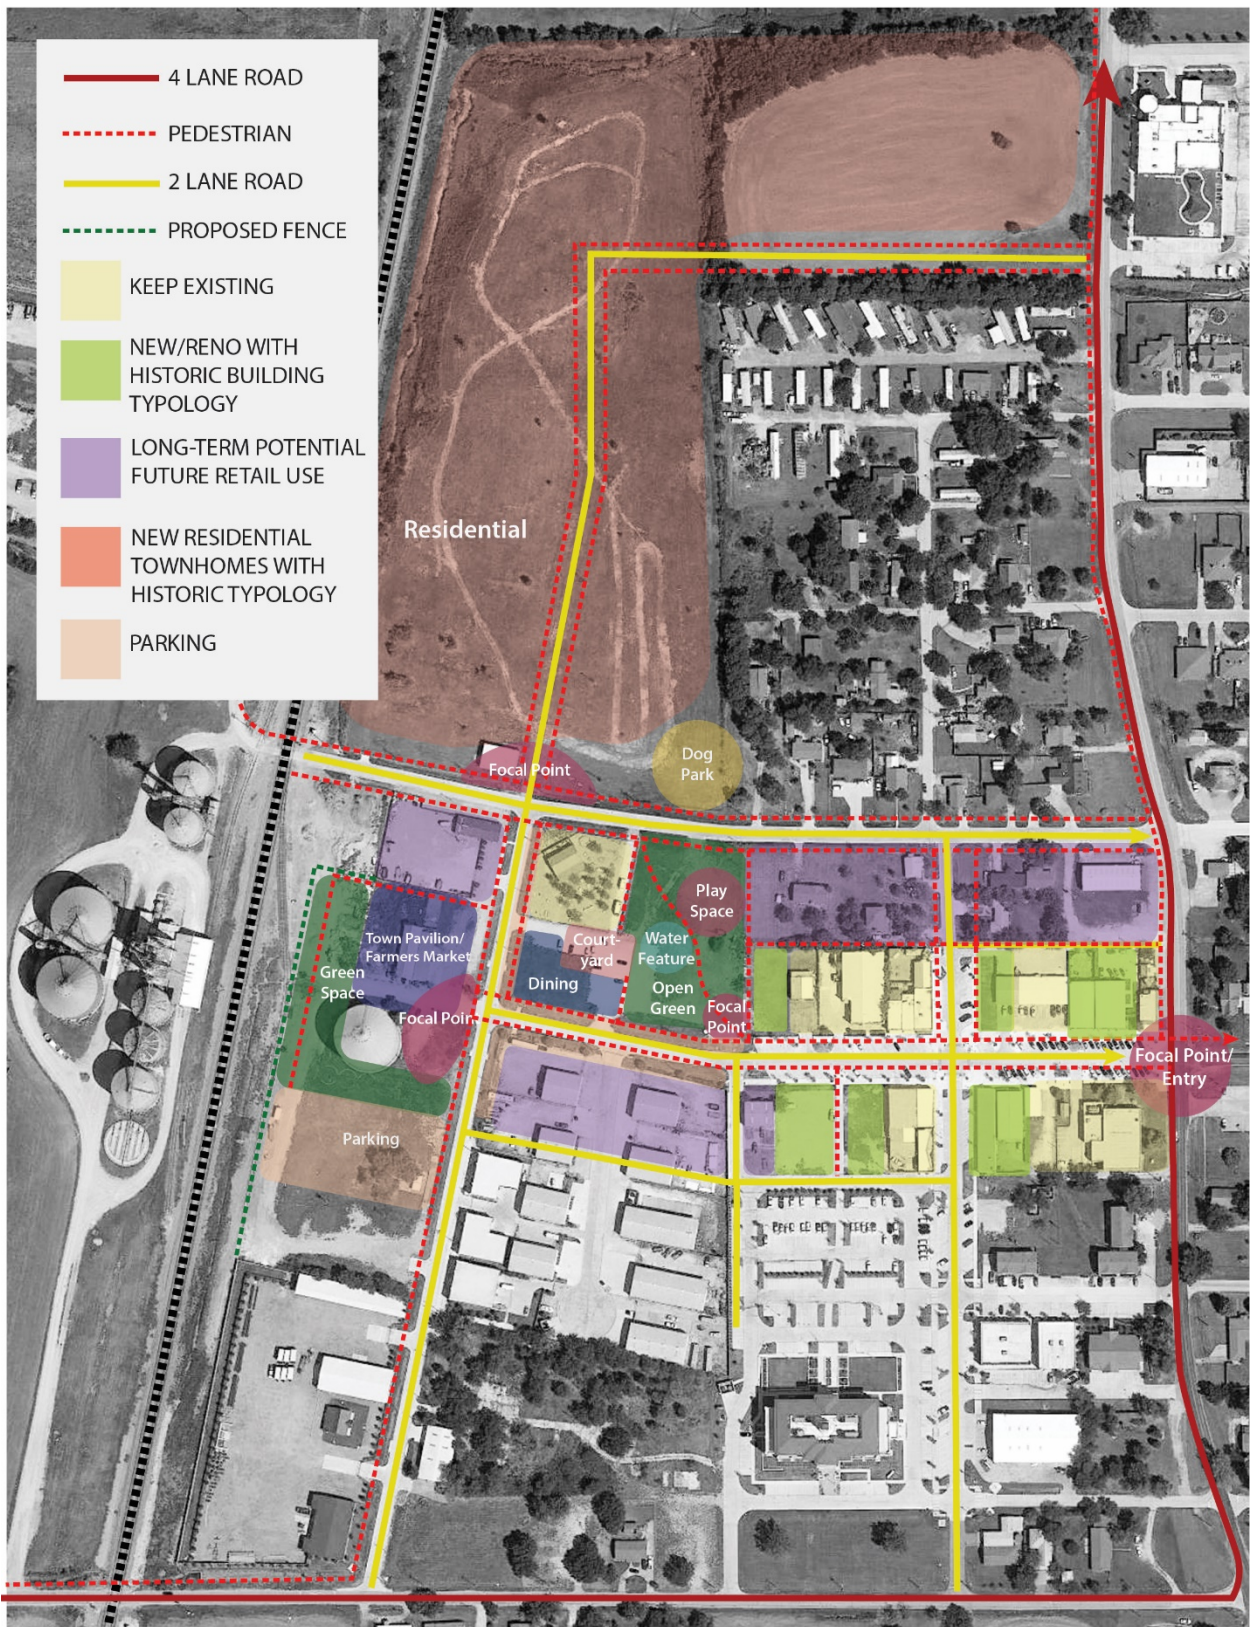 4 LANE ROAD
PEDESTRIAN
2 LANE ROAD
PROPOSED FENCE
KEEP EXISTING
NEW/RENO WITH
HISTORIC BUILDING
TYPOLOGY
LONG-TERM POTENTIAL
FUTURE RETAIL USE
NEW RESIDENTIAL
TOWNHOMES WITH
HISTORIC TYPOLOGY
PARKING
Residential
Focal Point
Dog
Park
Play
Space
Town Pavilion/
Farmers Market
Court-
yard
Water
Feature
Green
Space
Dining
Open
Green
Focal Point
Focal
Point
Focal Point/
Entry
Parking